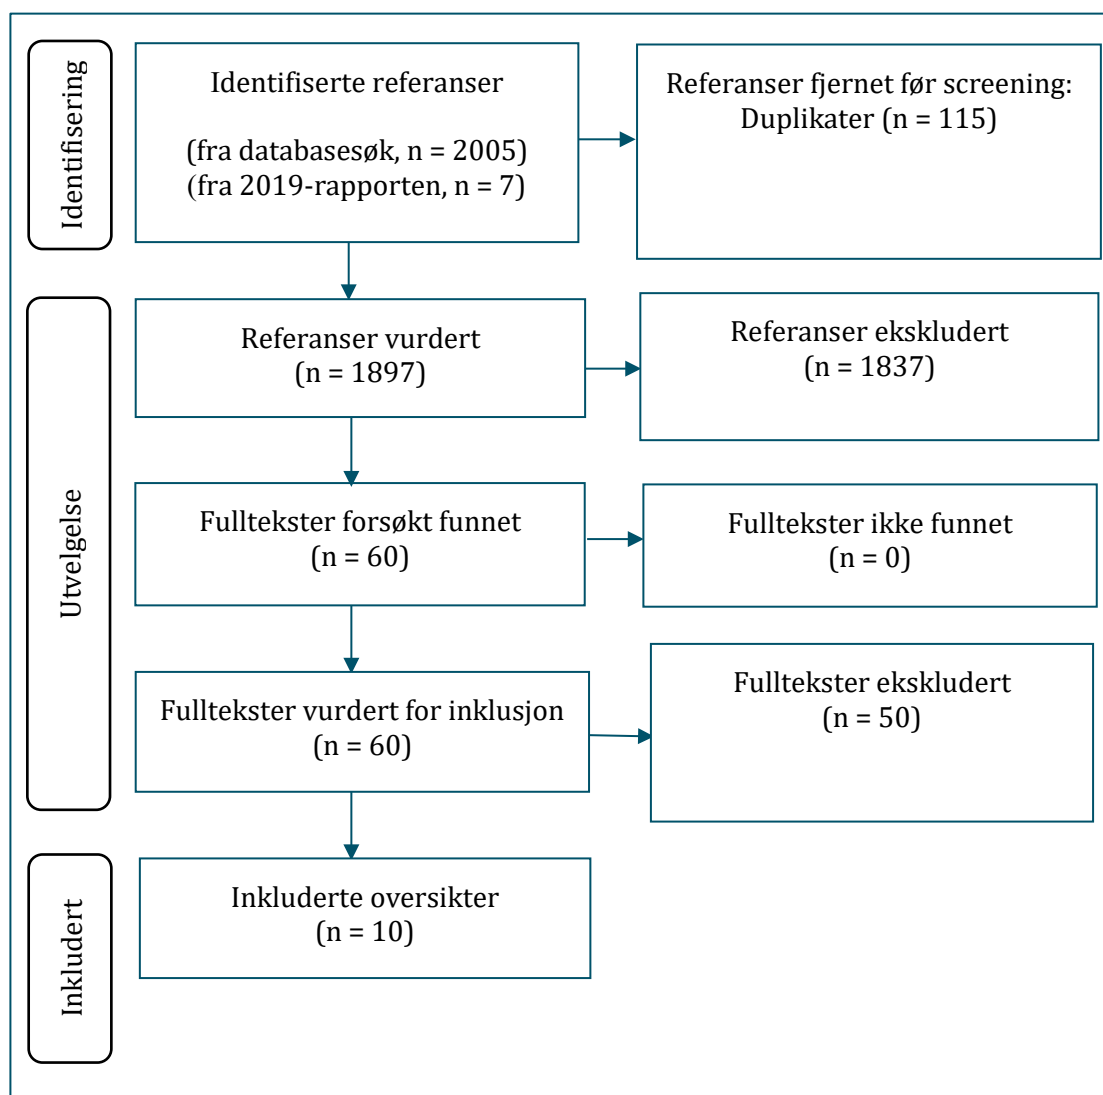 Identifisering
Identifiserte referanser
(fra databasesøk, n = 2005)
(fra 2019-rapporten, n = 7)
Referanser fjernet før screening:
Duplikater (n = 115)
Utvelgelse
Referanser vurdert
(n = 1897)
Referanser ekskludert
(n = 1837)
Fulltekster forsøkt funnet
(n = 60)
Fulltekster ikke funnet
(n = 0)
Fulltekster vurdert for inklusjon
(n = 60)
Fulltekster ekskludert
(n = 50)
Inkludert
Inkluderte oversikter
(n = 10)